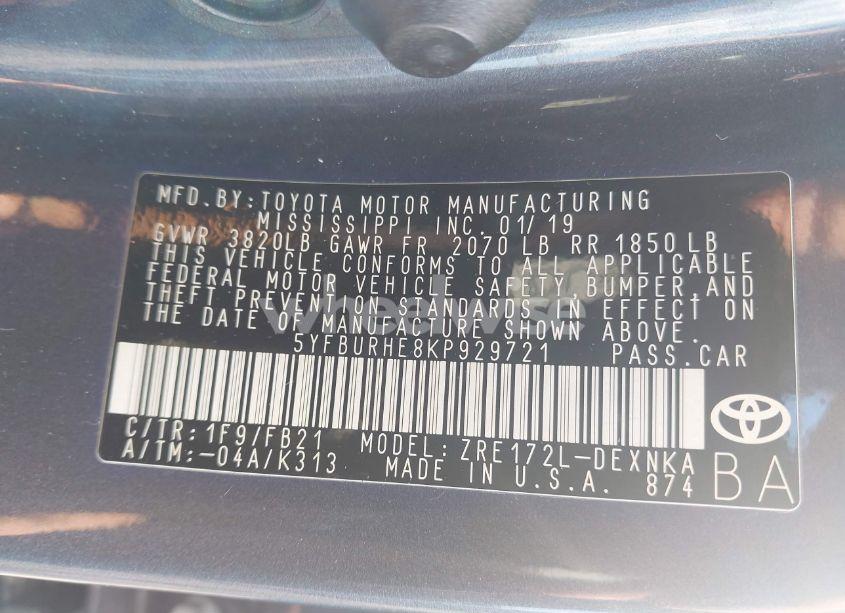 MFD. BY: TOYOTA MOTOR MANUFACTURING
MISSISSIPPI INC. 01/19
GVWR 3820LB GAWR FR 2070 LB RR 1850LB
THIS VEHICLE CONFORMS TO ALL APPLICABLE
FEDERAL MOTOR VEHICLE SAFETY, BUMPER, AND
THEFT PREVENTION STANDARDS IN EFFECT ON
THE DATE OF MANUFACTURE SHOWN ABOVE.
wheelwise
5YFBURHE8KP929721 PASS. CAR
C/TR: 1F9/FB21 MODEL: ZRE172L-DEXNKA
A/TM: -04A/K313 MADE IN U.S.A. 874
BA